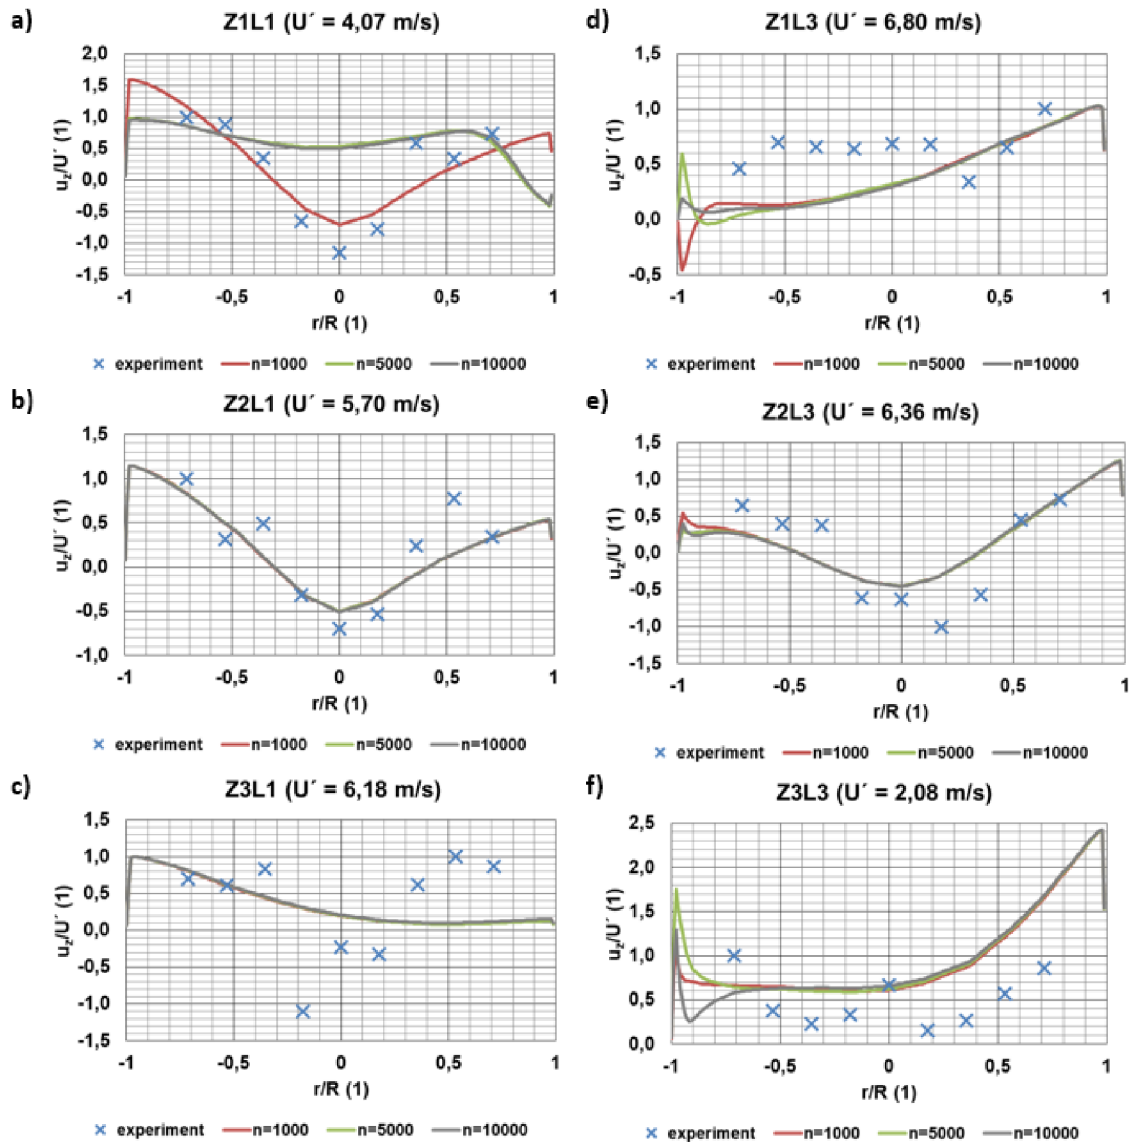 a)
Z1L1 (U´ = 4,07 m/s)
2,0
1,5
1,0
0,5
0,0
-0,5
-1,0
-1,5
uz/U´ (1)
-1 -0,5 0 0,5 1
r/R (1)
experiment n=1000 n=5000 n=10000
d)
Z1L3 (U´ = 6,80 m/s)
1,5
1,0
0,5
0,0
-0,5
uz/U´ (1)
-1 -0,5 0 0,5 1
r/R (1)
experiment n=1000 n=5000 n=10000
b)
Z2L1 (U´ = 5,70 m/s)
1,5
1,0
0,5
0,0
-0,5
-1,0
uz/U´ (1)
-1 -0,5 0 0,5 1
r/R (1)
experiment n=1000 n=5000 n=10000
e)
Z2L3 (U´ = 6,36 m/s)
1,5
1,0
0,5
0,0
-0,5
-1,0
-1,5
uz/U´ (1)
-1 -0,5 0 0,5 1
r/R (1)
experiment n=1000 n=5000 n=10000
c)
Z3L1 (U´ = 6,18 m/s)
1,5
1,0
0,5
0,0
-0,5
-1,0
-1,5
uz/U´ (1)
-1 -0,5 0 0,5 1
r/R (1)
experiment n=1000 n=5000 n=10000
f)
Z3L3 (U´ = 2,08 m/s)
2,5
2,0
1,5
1,0
0,5
0,0
uz/U´ (1)
-1 -0,5 0 0,5 1
r/R (1)
experiment n=1000 n=5000 n=10000